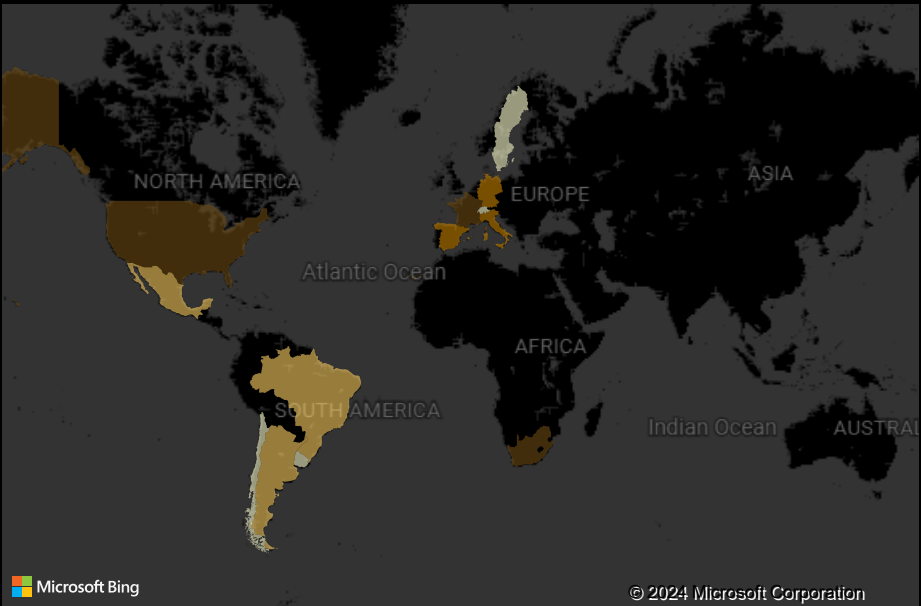 NORTH AMERICA
ASIA
EUROPE
Atlantic Ocean
AFRICA
SOUTH AMERICA
Indian Ocean
AUSTRAL
Microsoft Bing
© 2024 Microsoft Corporation